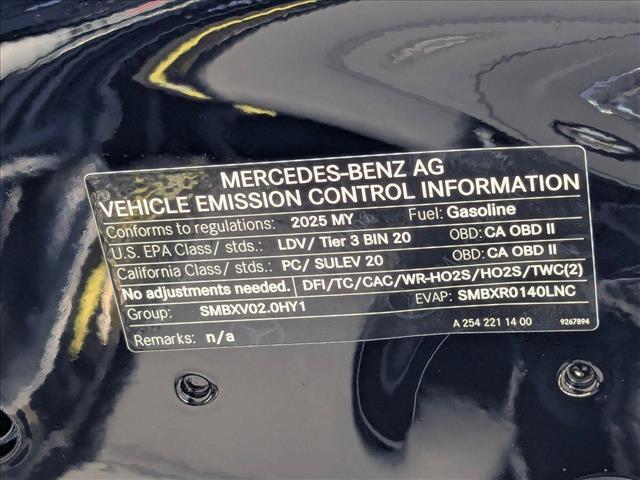 MERCEDES-BENZ AG
VEHICLE EMISSION CONTROL INFORMATION
Conforms to regulations: 2025 MY Fuel: Gasoline
U.S. EPA Class/ stds.: LDV/ Tier 3 BIN 20 OBD: CA OBD II
California Class/ stds.: PC/ SULEV 20 OBD: CA OBD II
No adjustments needed. DFI/TC/CAC/WR-HO2S/HO2S/TWC(2)
Group: SMBXV02.0HY1 EVAP: SMBXR0140LNC
Remarks: n/a A 254 221 14 00 9267894